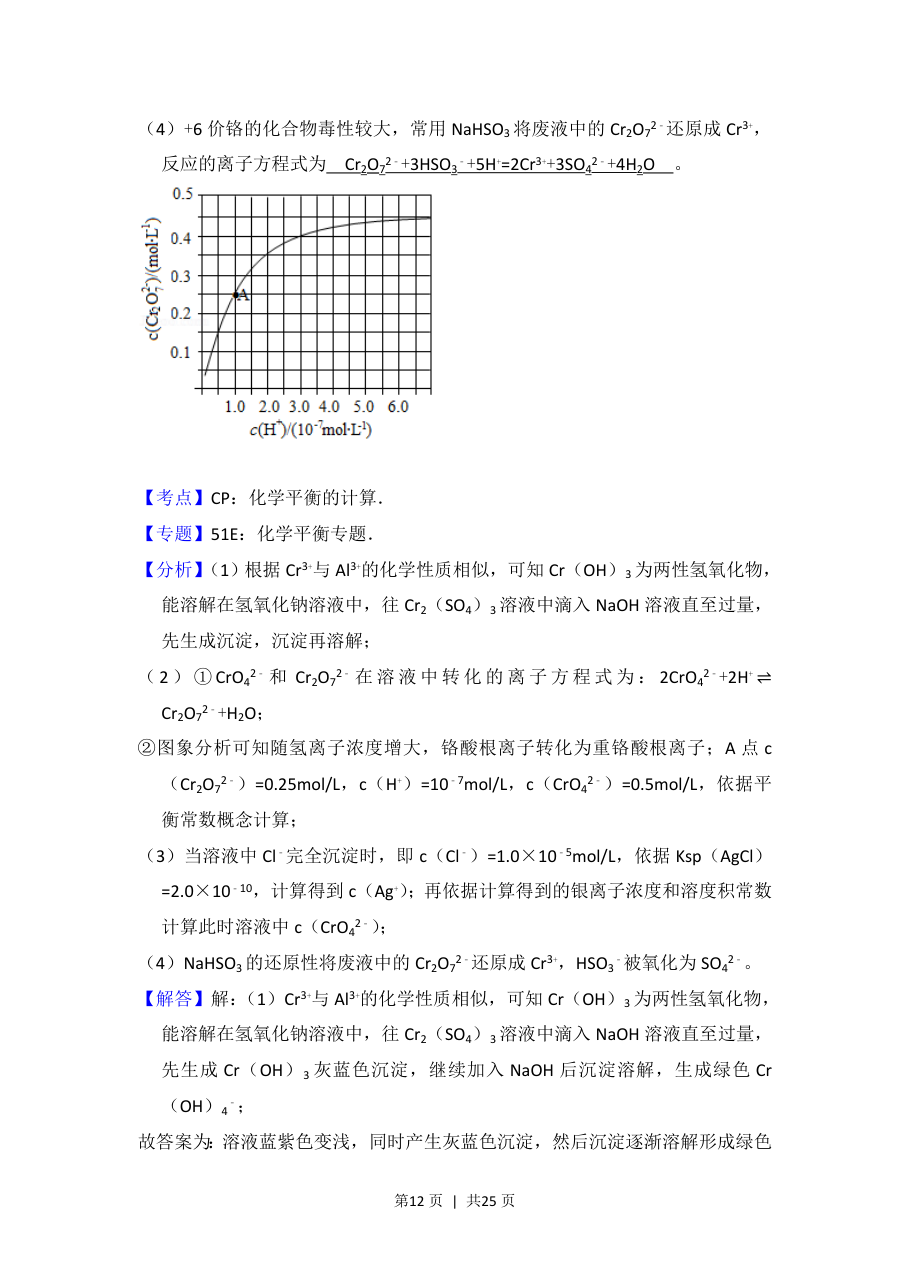 （4）+6 价铬的化合物毒性较大，常用 NaHSO₃ 将废液中的 Cr₂O₇²⁻ 还原成 Cr³⁺，
反应的离子方程式为 Cr₂O₇²⁻+3HSO₃⁻+5H⁺=2Cr³⁺+3SO₄²⁻+4H₂O 。
c(Cr₂O₇²⁻)/(mol·L⁻¹)
0.5
0.4
0.3
A
0.2
0.1
1.0 2.0 3.0 4.0 5.0 6.0
c(H⁺)/(10⁻⁷mol·L⁻¹)
【考点】CP：化学平衡的计算．
【专题】51E：化学平衡专题．
【分析】（1）根据 Cr³⁺与 Al³⁺的化学性质相似，可知 Cr（OH）₃ 为两性氢氧化物，
能溶解在氢氧化钠溶液中，往 Cr₂（SO₄）₃ 溶液中滴入 NaOH 溶液直至过量，
先生成沉淀，沉淀再溶解；
（2）①CrO₄²⁻ 和 Cr₂O₇²⁻ 在溶液中转化的离子方程式为：2CrO₄²⁻+2H⁺⇌
Cr₂O₇²⁻+H₂O；
②图象分析可知随氢离子浓度增大，铬酸根离子转化为重铬酸根离子；A 点 c
（Cr₂O₇²⁻）=0.25mol/L，c（H⁺）=10⁻⁷mol/L，c（CrO₄²⁻）=0.5mol/L，依据平
衡常数概念计算；
（3）当溶液中 Cl⁻完全沉淀时，即 c（Cl⁻）=1.0×10⁻⁵mol/L，依据 Ksp（AgCl）
=2.0×10⁻¹⁰，计算得到 c（Ag⁺）；再依据计算得到的银离子浓度和溶度积常数
计算此时溶液中 c（CrO₄²⁻）；
（4）NaHSO₃ 的还原性将废液中的 Cr₂O₇²⁻还原成 Cr³⁺，HSO₃⁻被氧化为 SO₄²⁻。
【解答】解：（1）Cr³⁺与 Al³⁺的化学性质相似，可知 Cr（OH）₃ 为两性氢氧化物，
能溶解在氢氧化钠溶液中，往 Cr₂（SO₄）₃ 溶液中滴入 NaOH 溶液直至过量，
先生成 Cr（OH）₃ 灰蓝色沉淀，继续加入 NaOH 后沉淀溶解，生成绿色 Cr
（OH）₄⁻；
故答案为：溶液蓝紫色变浅，同时产生灰蓝色沉淀，然后沉淀逐渐溶解形成绿色
第12 页 | 共25 页